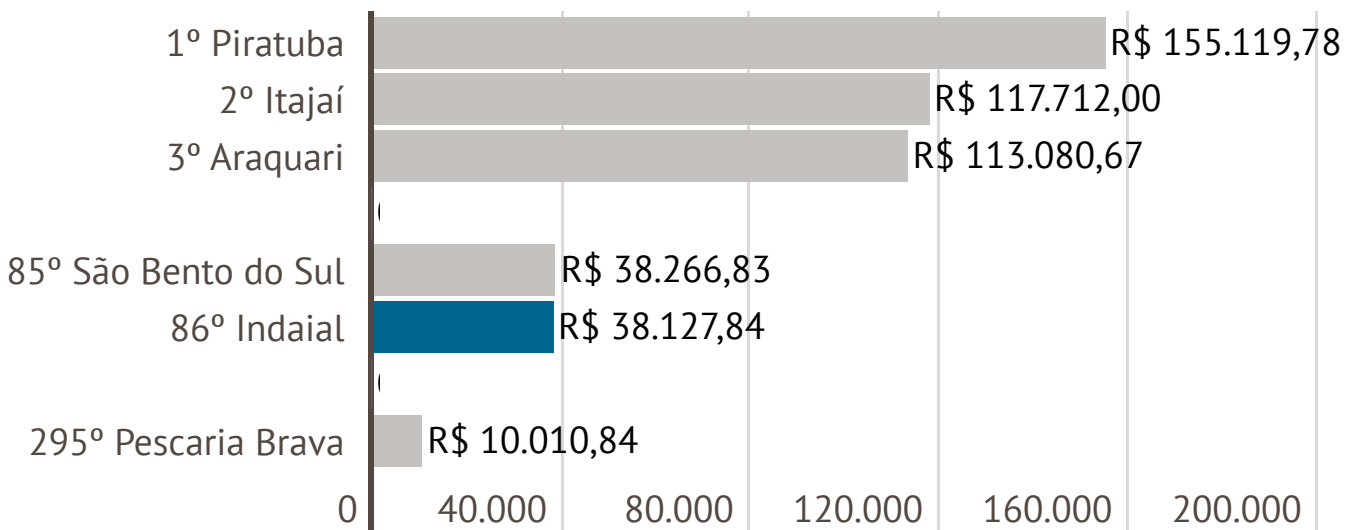 1º Piratuba R$ 155.119,78
2º Itajaí R$ 117.712,00
3º Araquari R$ 113.080,67
85º São Bento do Sul R$ 38.266,83
86º Indaial R$ 38.127,84
295º Pescaria Brava R$ 10.010,84
0 40.000 80.000 120.000 160.000 200.000